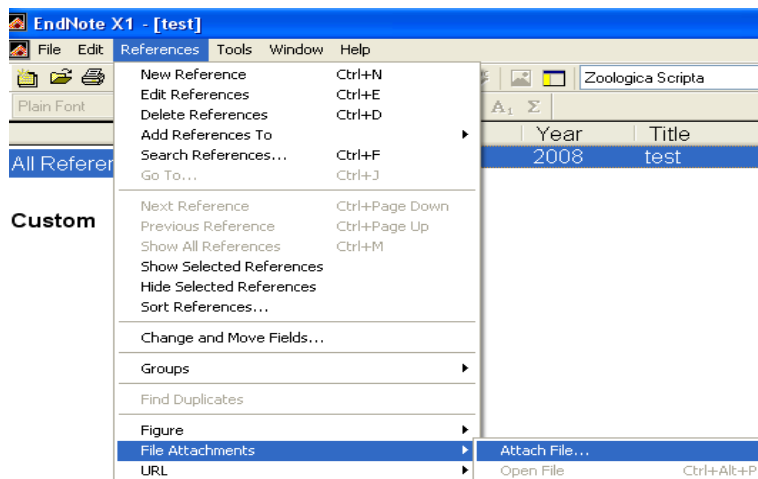 EndNote X1 - [test]
File Edit References Tools Window Help
New Reference Ctrl+N
Zoologica Scripta
Edit References Ctrl+E
Plain Font
A₁ Σ
Delete References Ctrl+D
Add References To
Year Title
Search References... Ctrl+F
2008 test
All Referen
Go To... Ctrl+J
Next Reference Ctrl+Page Down
Custom
Previous Reference Ctrl+Page Up
Show All References Ctrl+M
Show Selected References
Hide Selected References
Sort References...
Change and Move Fields...
Groups
Find Duplicates
Figure
File Attachments
Attach File...
URL
Open File Ctrl+Alt+P